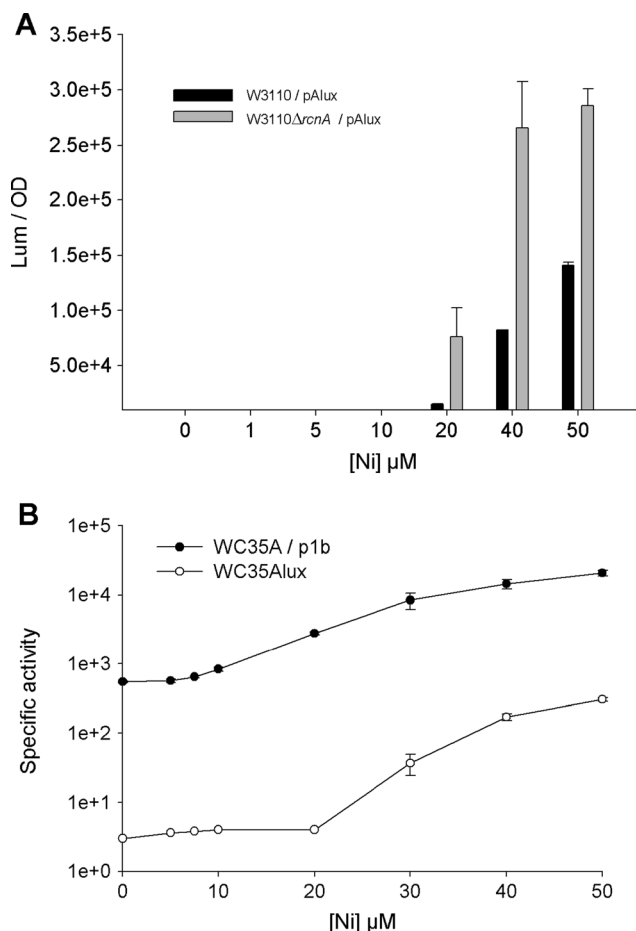 A
3.5e+5
3.0e+5
2.5e+5
2.0e+5
1.5e+5
1.0e+5
5.0e+4
Lum / OD
W3110 / pAlux
W3110ΔrcnA / pAlux
0 1 5 10 20 40 50
[Ni] µM
B
1e+5
1e+4
1e+3
1e+2
1e+1
1e+0
Specific activity
WC35A / p1b
WC35Alux
0 10 20 30 40 50
[Ni] µM